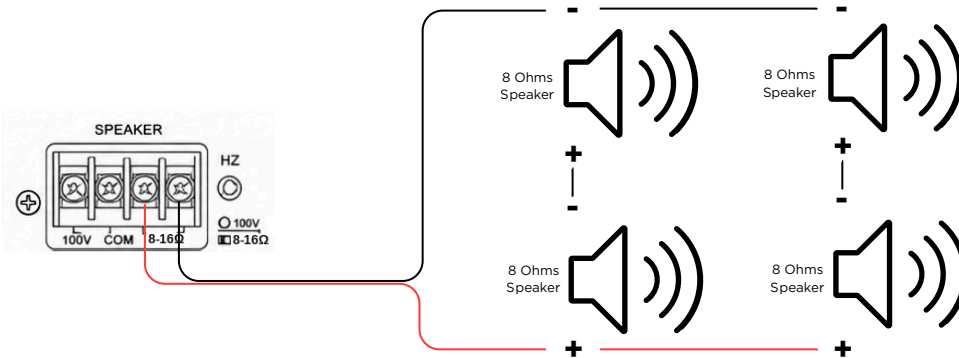 -
-
8 Ohms
Speaker
8 Ohms
Speaker
SPEAKER
+
+
HZ
-
-
100V
100V
COM
8-16Ω
8-16Ω
8 Ohms
Speaker
8 Ohms
Speaker
+
+